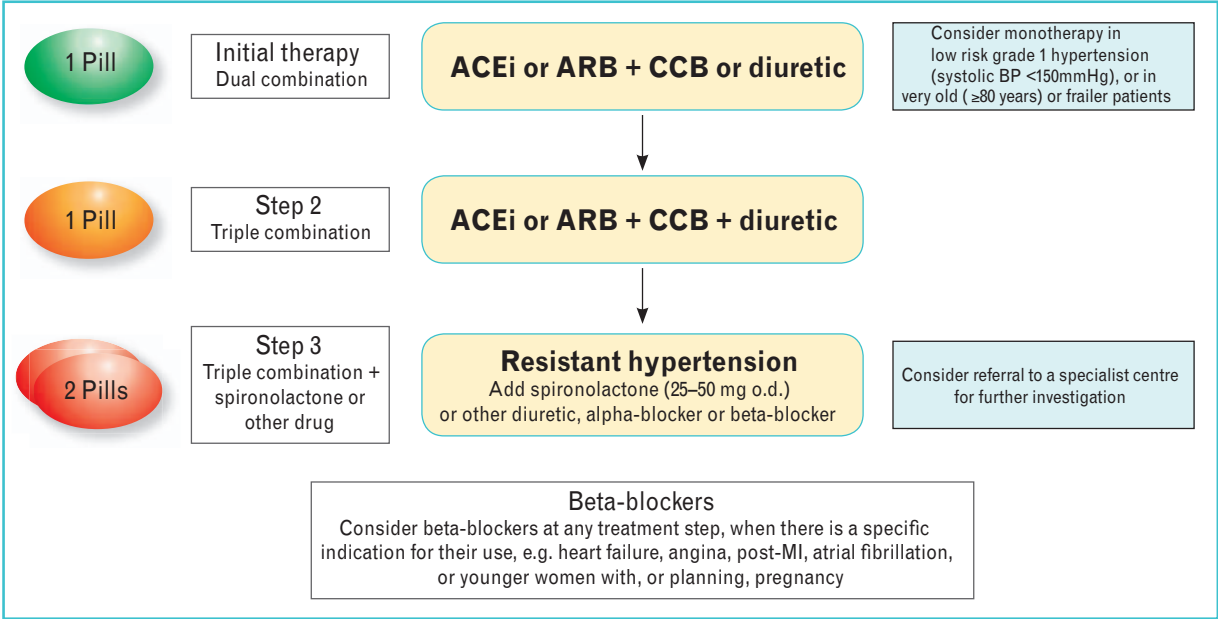 1 Pill
Initial therapy
Dual combination
ACEi or ARB + CCB or diuretic
Consider monotherapy in
low risk grade 1 hypertension
(systolic BP <150mmHg), or in
very old ( ≥80 years) or frailer patients
1 Pill
Step 2
Triple combination
ACEi or ARB + CCB + diuretic
2 Pills
Step 3
Triple combination +
spironolactone or
other drug
Resistant hypertension
Add spironolactone (25–50 mg o.d.)
or other diuretic, alpha-blocker or beta-blocker
Consider referral to a specialist centre
for further investigation
Beta-blockers
Consider beta-blockers at any treatment step, when there is a specific
indication for their use, e.g. heart failure, angina, post-MI, atrial fibrillation,
or younger women with, or planning, pregnancy